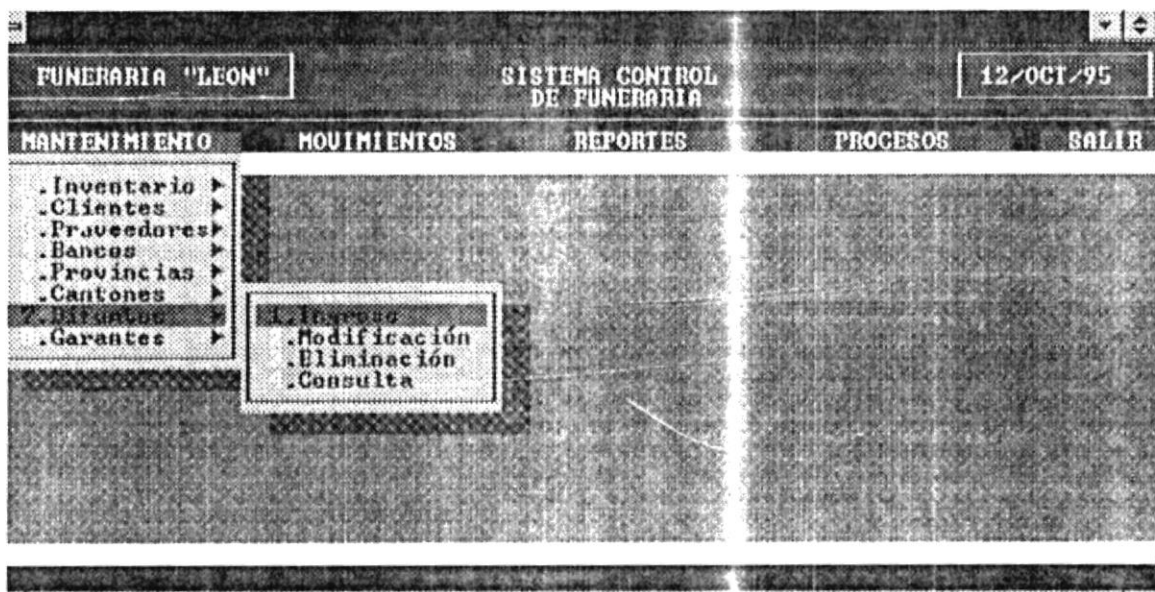 FUNERARIA "LEON"
SISTEMA CONTROL
DE FUNERARIA
12/OCT/95
MANTENIMIENTO MOVIMIENTOS REPORTES PROCESOS SALIR
.Inventario
.Clientes
.Proveedores
.Bancos
.Provincias
.Cantones
7.Difuntos
.Garantes
1.Ingreso
.Modificación
.Eliminación
.Consulta